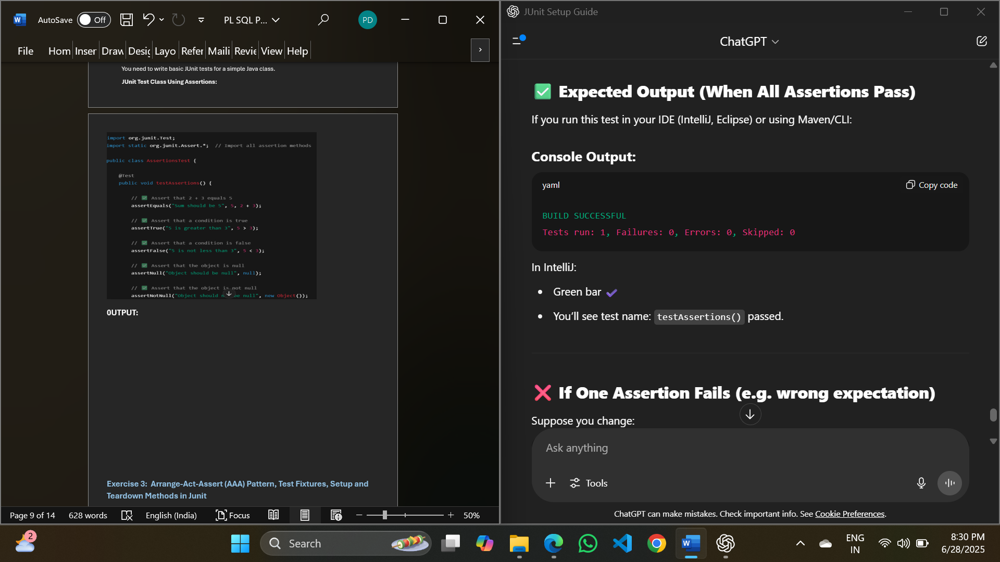 AutoSave
Off
PL SQL P...
PD
File
Hom
Inser
Draw
Desig
Layo
Refer
Maili
Revie
View
Help
You need to write basic JUnit tests for a simple Java class.
JUnit Test Class Using Assertions:
import org.junit.Test;
import static org.junit.Assert.*;  // Import all assertion methods
public class AssertionsTest {
@Test
public void testAssertions() {
// ✅ Assert that 2 + 3 equals 5
assertEquals("Sum should be 5", 5, 2 + 3);
// ✅ Assert that a condition is true
assertTrue("5 is greater than 3", 5 > 3);
// ✅ Assert that a condition is false
assertFalse("5 is not less than 3", 5 < 3);
// ✅ Assert that the object is null
assertNull("Object should be null", null);
// ✅ Assert that the object is not null
assertNotNull("Object should be null", new Object());
0UTPUT:
Exercise 3:  Arrange-Act-Assert (AAA) Pattern, Test Fixtures, Setup and
Teardown Methods in Junit
Page 9 of 14
628 words
English (India)
Focus
50%
JUnit Setup Guide
ChatGPT
✅ Expected Output (When All Assertions Pass)
If you run this test in your IDE (IntelliJ, Eclipse) or using Maven/CLI:
Console Output:
yaml
Copy code
BUILD SUCCESSFUL
Tests run: 1, Failures: 0, Errors: 0, Skipped: 0
In IntelliJ:
• Green bar ✔
• You’ll see test name: testAssertions() passed.
❌ If One Assertion Fails (e.g. wrong expectation)
Suppose you change:
Ask anything
Tools
ChatGPT can make mistakes. Check important info. See Cookie Preferences.
2
Search
ENG
IN
8:30 PM
6/28/2025